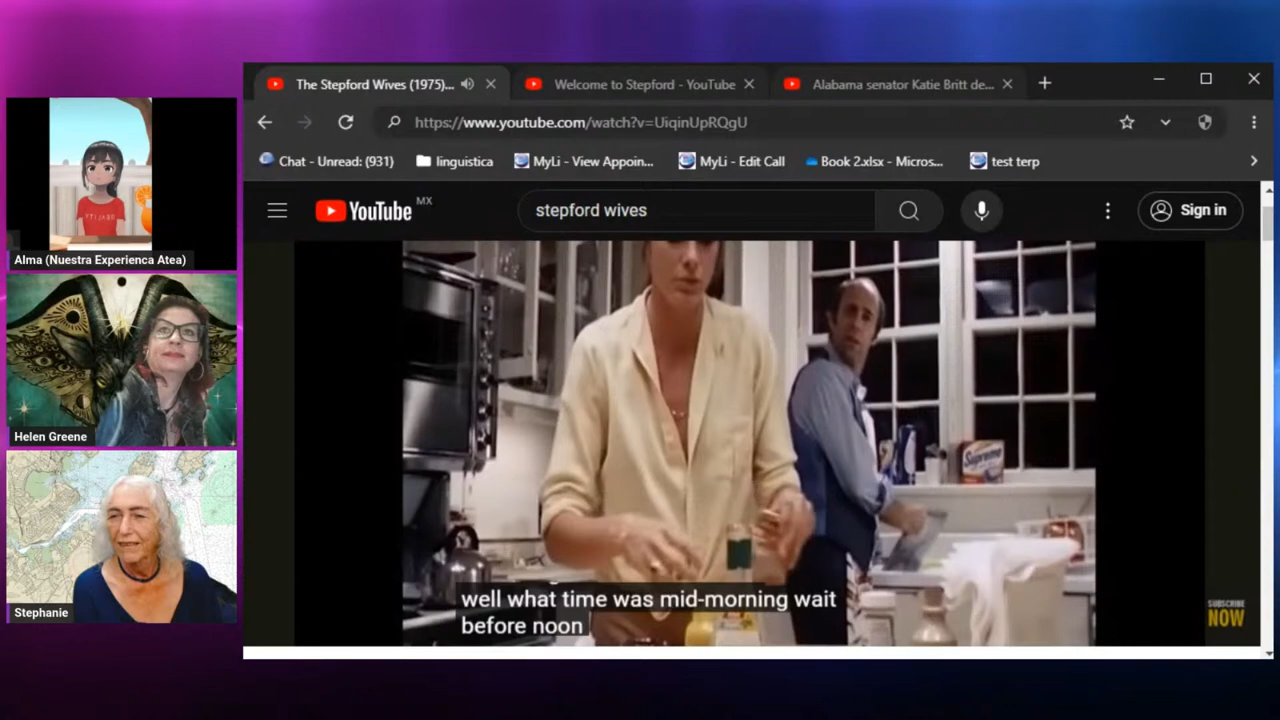 The Stepford Wives (1975)...
Welcome to Stepford - YouTube
Alabama senator Katie Britt de...
https://www.youtube.com/watch?v=UiqinUpRQgU
Chat - Unread: (931)
linguistica
MyLi - View Appoin...
MyLi - Edit Call
Book 2.xlsx - Micros...
test terp
YouTube MX
stepford wives
Sign in
Alma (Nuestra Experienca Atea)
Helen Greene
Stephanie
Supreme
well what time was mid-morning wait
before noon
SUBSCRIBE
NOW